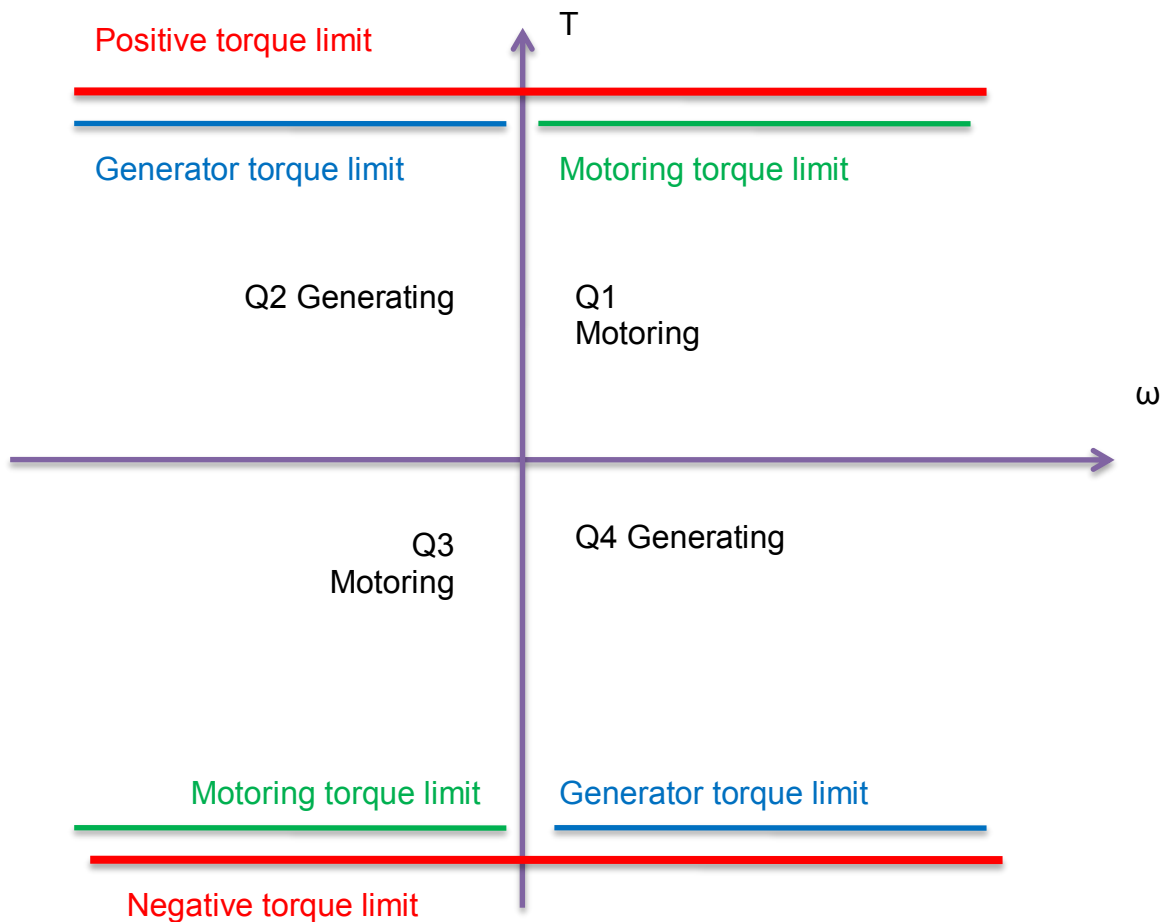 T
Positive torque limit
Generator torque limit
Motoring torque limit
Q2 Generating
Q1
Motoring
ω
Q3
Motoring
Q4 Generating
Motoring torque limit
Generator torque limit
Negative torque limit